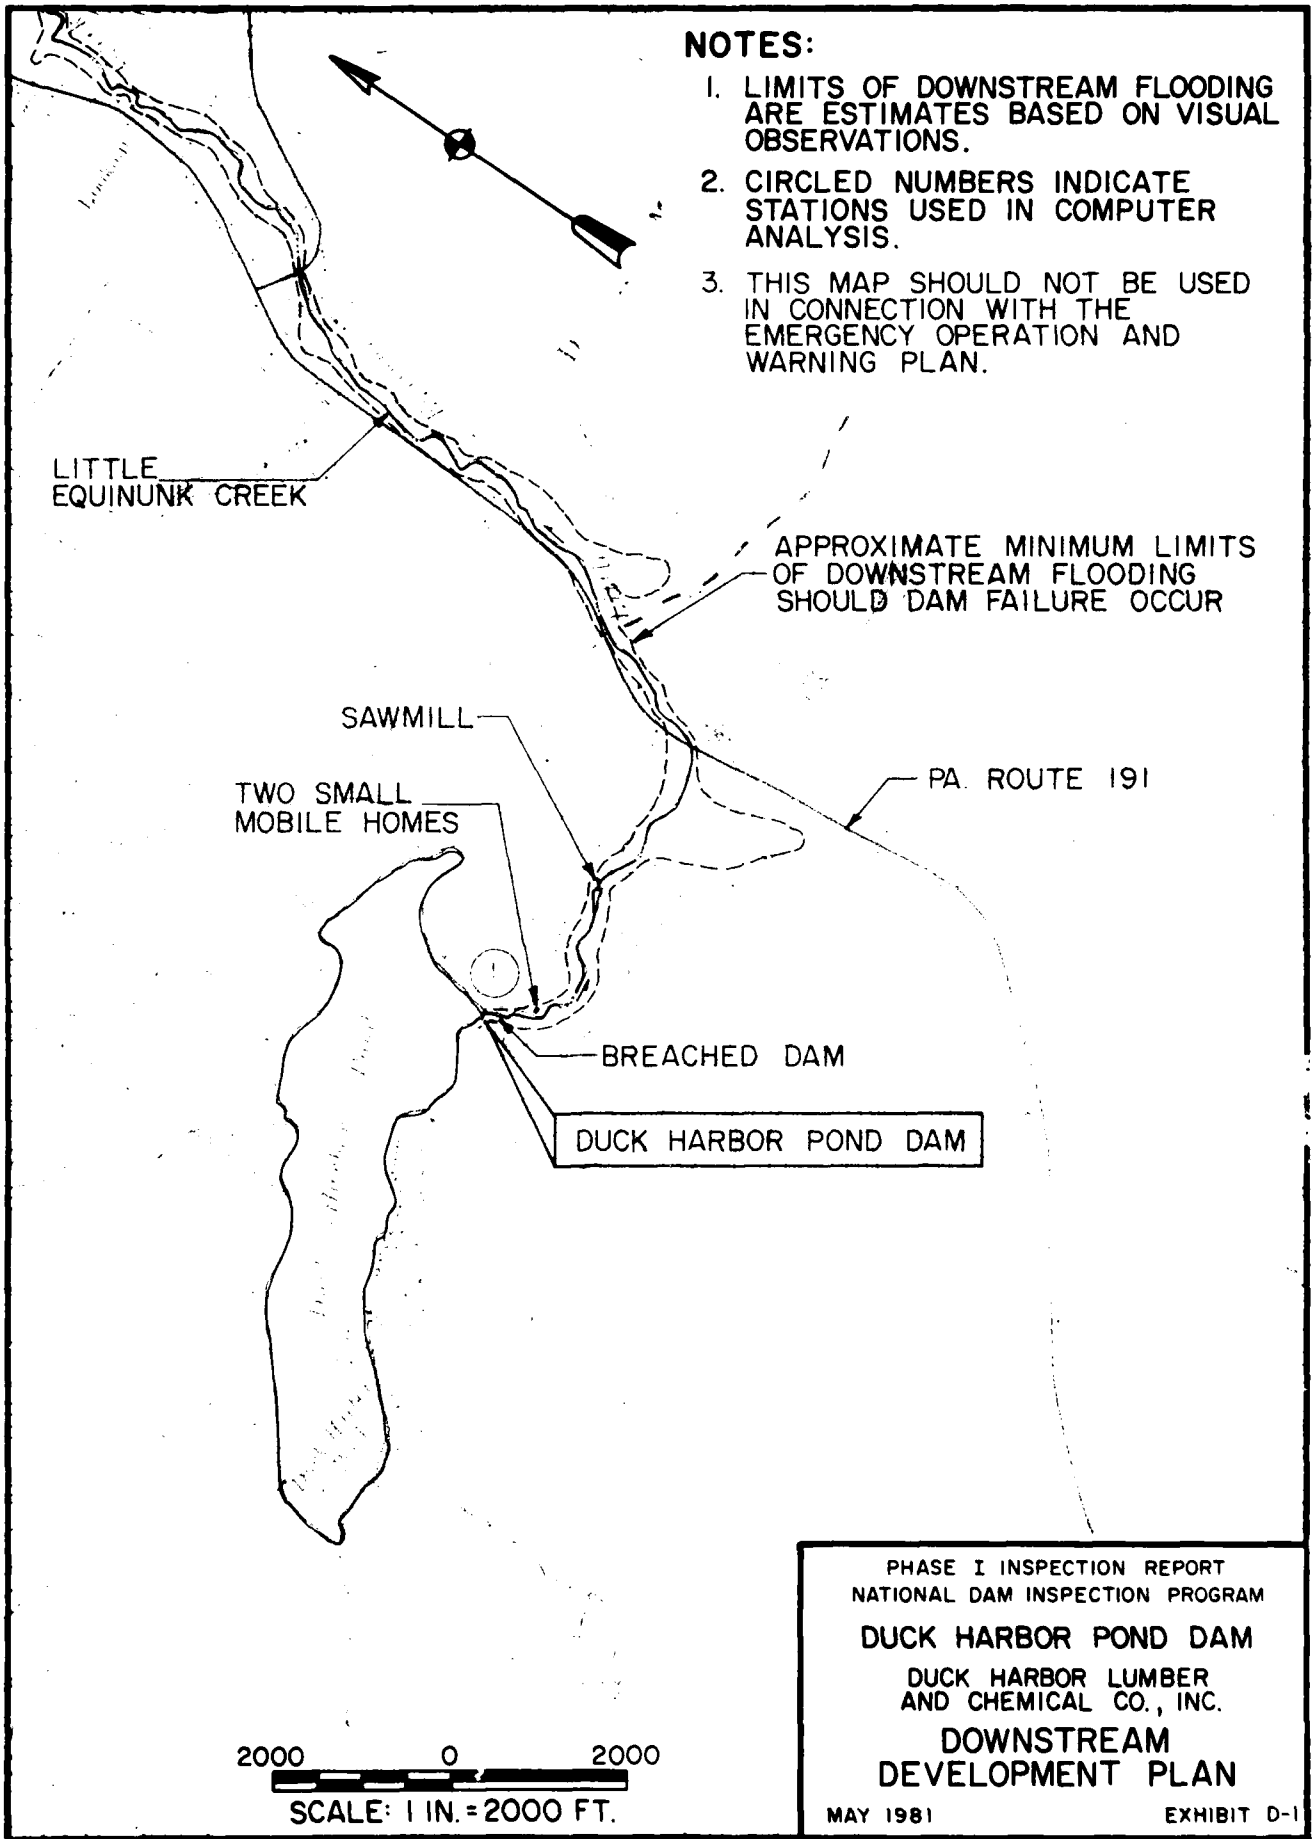 NOTES:
1. LIMITS OF DOWNSTREAM FLOODING
ARE ESTIMATES BASED ON VISUAL
OBSERVATIONS.
2. CIRCLED NUMBERS INDICATE
STATIONS USED IN COMPUTER
ANALYSIS.
3. THIS MAP SHOULD NOT BE USED
IN CONNECTION WITH THE
EMERGENCY OPERATION AND
WARNING PLAN.
LITTLE
EQUINUNK CREEK
APPROXIMATE MINIMUM LIMITS
OF DOWNSTREAM FLOODING
SHOULD DAM FAILURE OCCUR
SAWMILL
PA. ROUTE 191
TWO SMALL
MOBILE HOMES
1
BREACHED DAM
DUCK HARBOR POND DAM
2000 0 2000
SCALE: 1 IN. = 2000 FT.
PHASE I INSPECTION REPORT
NATIONAL DAM INSPECTION PROGRAM
DUCK HARBOR POND DAM
DUCK HARBOR LUMBER
AND CHEMICAL CO., INC.
DOWNSTREAM
DEVELOPMENT PLAN
MAY 1981 EXHIBIT D-1